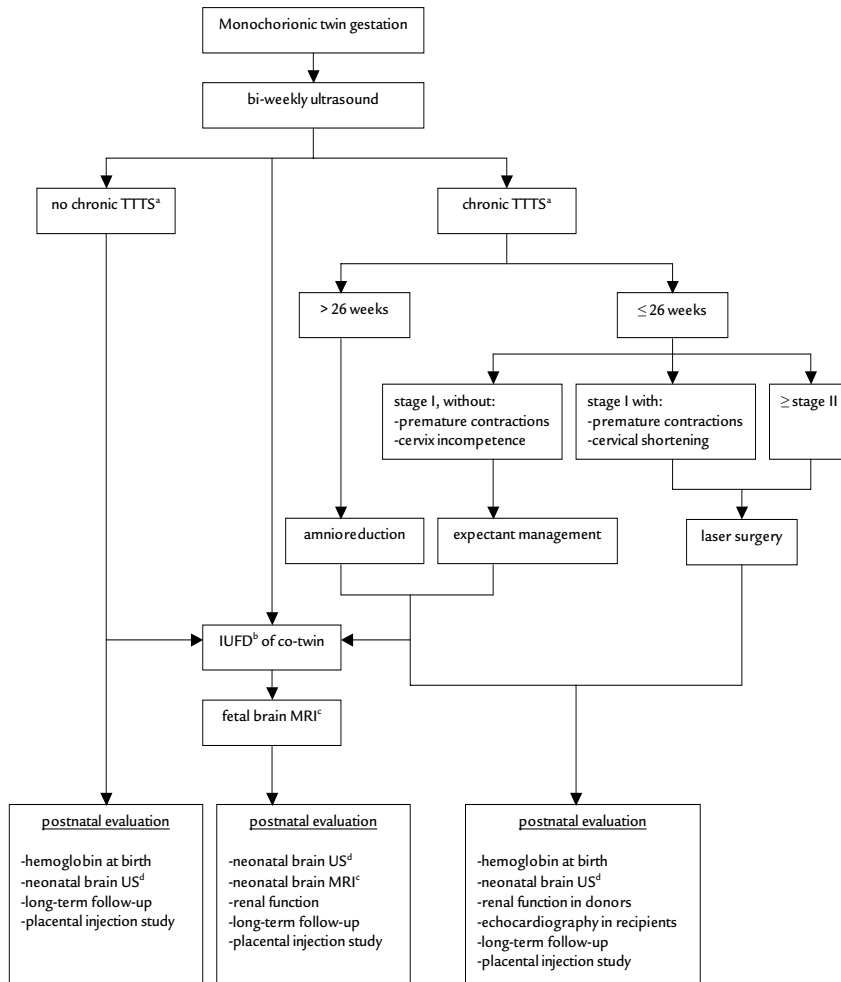 Monochorionic twin gestation
bi-weekly ultrasound
no chronic TTTSᵃ
chronic TTTSᵃ
> 26 weeks
≤ 26 weeks
stage I, without:
-premature contractions
-cervix incompetence
stage I with:
-premature contractions
-cervical shortening
≥ stage II
amnioreduction
expectant management
laser surgery
IUFDᵇ of co-twin
fetal brain MRIᶜ
postnatal evaluation
-hemoglobin at birth
-neonatal brain USᵈ
-long-term follow-up
-placental injection study
postnatal evaluation
-neonatal brain USᵈ
-neonatal brain MRIᶜ
-renal function
-long-term follow-up
-placental injection study
postnatal evaluation
-hemoglobin at birth
-neonatal brain USᵈ
-renal function in donors
-echocardiography in recipients
-long-term follow-up
-placental injection study